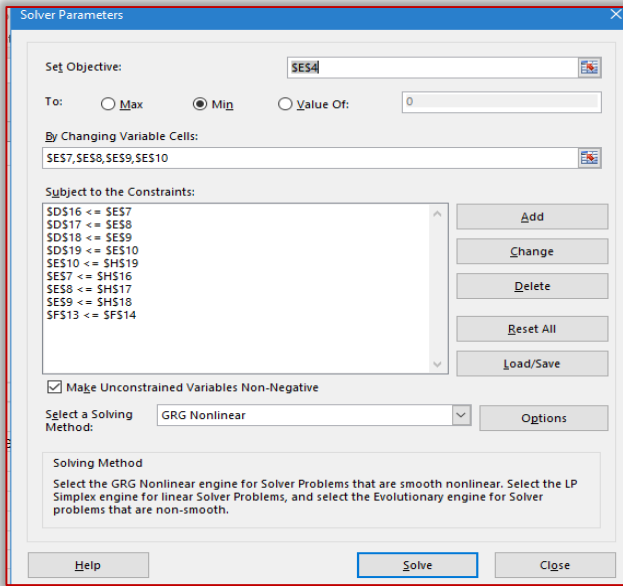 Solver Parameters
Set Objective:
$E$4
To:
Max
Min
Value Of:
0
By Changing Variable Cells:
$E$7,$E$8,$E$9,$E$10
Subject to the Constraints:
$D$16 <= $E$7
$D$17 <= $E$8
$D$18 <= $E$9
$D$19 <= $E$10
$E$10 <= $H$19
$E$7 <= $H$16
$E$8 <= $H$17
$E$9 <= $H$18
$F$13 <= $F$14
Add
Change
Delete
Reset All
Load/Save
Make Unconstrained Variables Non-Negative
Select a Solving
Method:
GRG Nonlinear
Options
Solving Method
Select the GRG Nonlinear engine for Solver Problems that are smooth nonlinear. Select the LP
Simplex engine for linear Solver Problems, and select the Evolutionary engine for Solver
problems that are non-smooth.
Help
Solve
Close